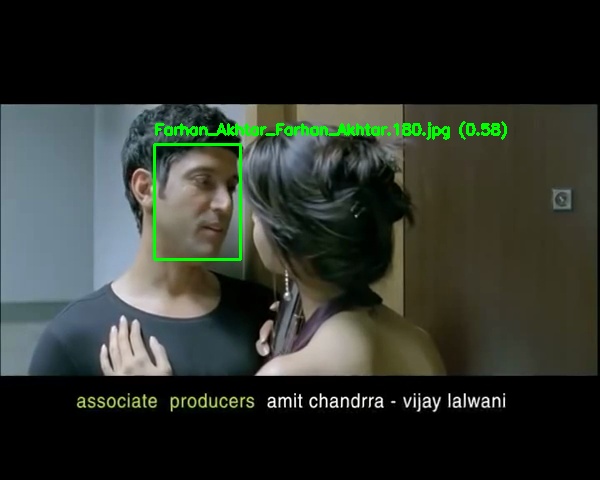 Farhan_Akhtar_Farhan_Akhtar.180.jpg (0.58)
associate producers amit chandrra - vijay lalwani